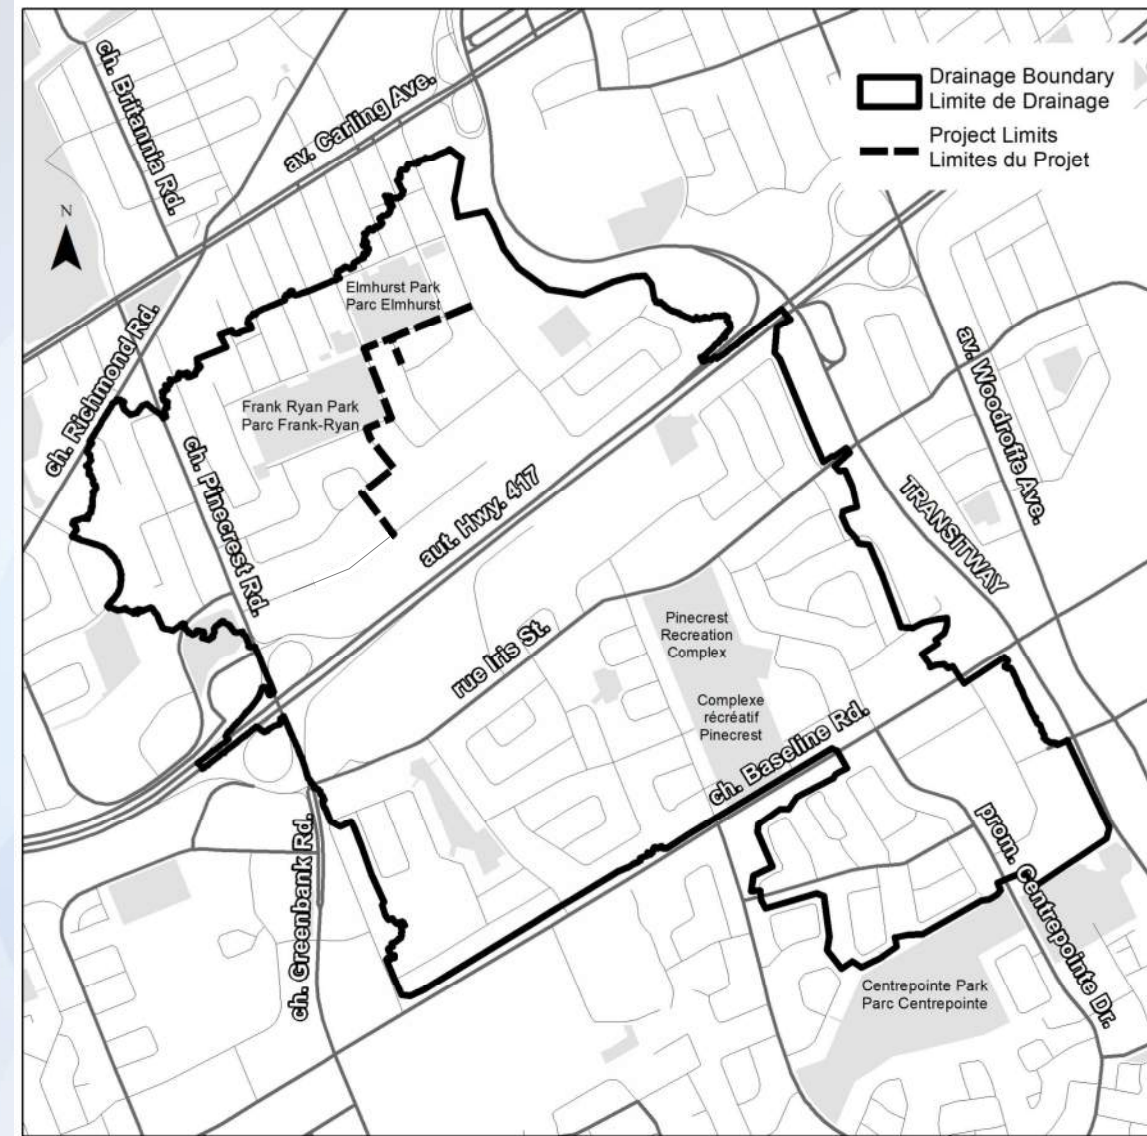 Drainage Boundary
Limite de Drainage
Project Limits
Limites du Projet
ch. Britannia Rd.
av. Carling Ave.
N
Elmhurst Park
Parc Elmhurst
ch. Richmond Rd.
av. Woodroffe Ave.
Frank Ryan Park
Parc Frank-Ryan
ch. Pinecrest Rd.
aut. Hwy. 417
TRANSITWAY
Pinecrest
Recreation
Complex
rue Iris St.
Complexe
récréatif
Pinecrest
ch. Baseline Rd.
ch. Greenbank Rd.
prom. Centrepointe Dr.
Centrepointe Park
Parc Centrepointe